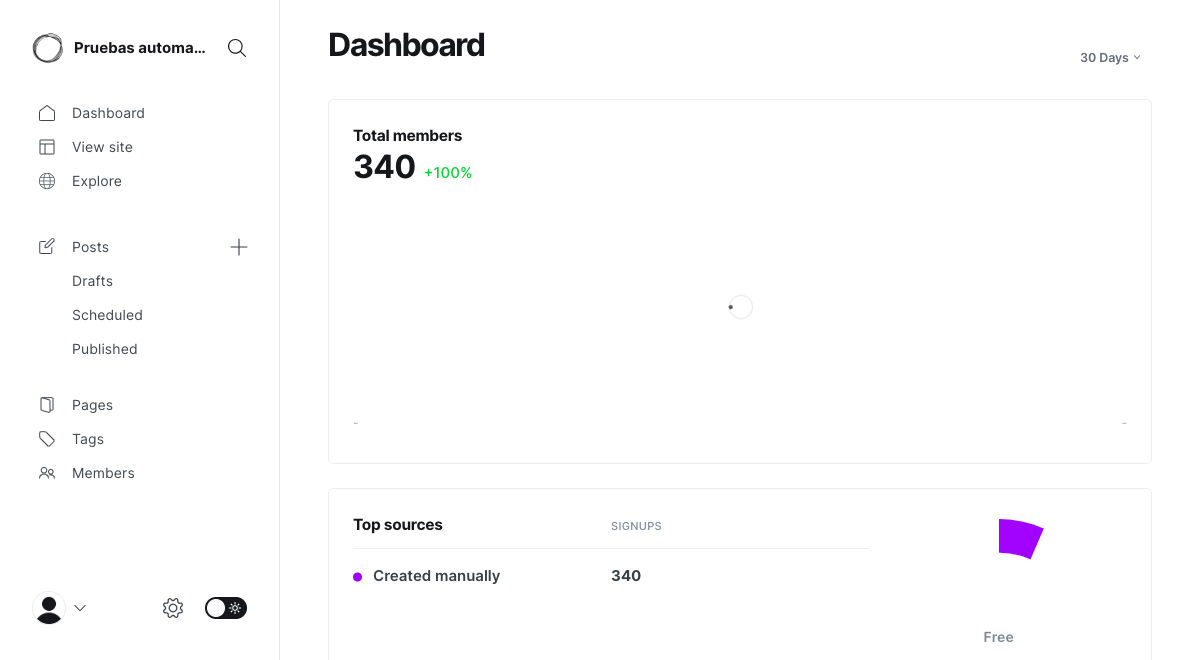 Pruebas automa...
Dashboard
View site
Explore
Posts
Drafts
Scheduled
Published
Pages
Tags
Members
Dashboard
30 Days
Total members
340 +100%
- -
Top sources SIGNUPS
Created manually 340
Free